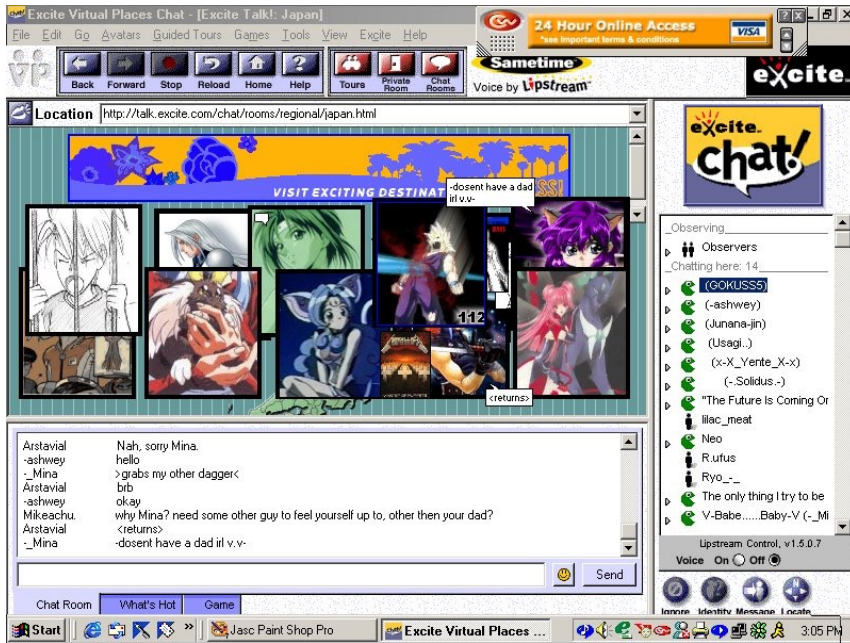 Excite Virtual Places Chat - [Excite Talk!: Japan]
24 Hour Online Access
*see important terms & conditions
VISA
File Edit Go Avatars Guided Tours Games Tools View Excite Help
VP
Back Forward Stop Reload Home Help Tours Private Room Chat Rooms
Sametime
Voice by Lipstream
excite.
Location http://talk.excite.com/chat/rooms/regional/japan.html
excite.
chat!
VISIT EXCITING DESTINAT
-dosent have a dad
irl v.v-
112
METALLICA
<returns>
_Observing
Observers
_Chatting here: 14
(GOKUSS5)
(-ashwey)
(Junana-jin)
(Usagi..)
(x-X_Yente_X-x)
(-.Solidus.-)
"The Future Is Coming Or
lilac_meat
Neo
R.ufus
Ryo_-_
The only thing I try to be
V-Babe......Baby-V (-_Mi
Arstavial Nah, sorry Mina.
-ashwey hello
-_Mina >grabs my other dagger<
Arstavial brb
-ashwey okay
Mikeachu. why Mina? need some other guy to feel yourself up to, other then your dad?
Arstavial <returns>
-_Mina -dosent have a dad irl v.v-
Send
Chat Room What's Hot Game
Lipstream Control, v1.5.0.7
Voice On Off
Ignore Identity Message Locate
Start
Jasc Paint Shop Pro
Excite Virtual Places ...
3:05 PM